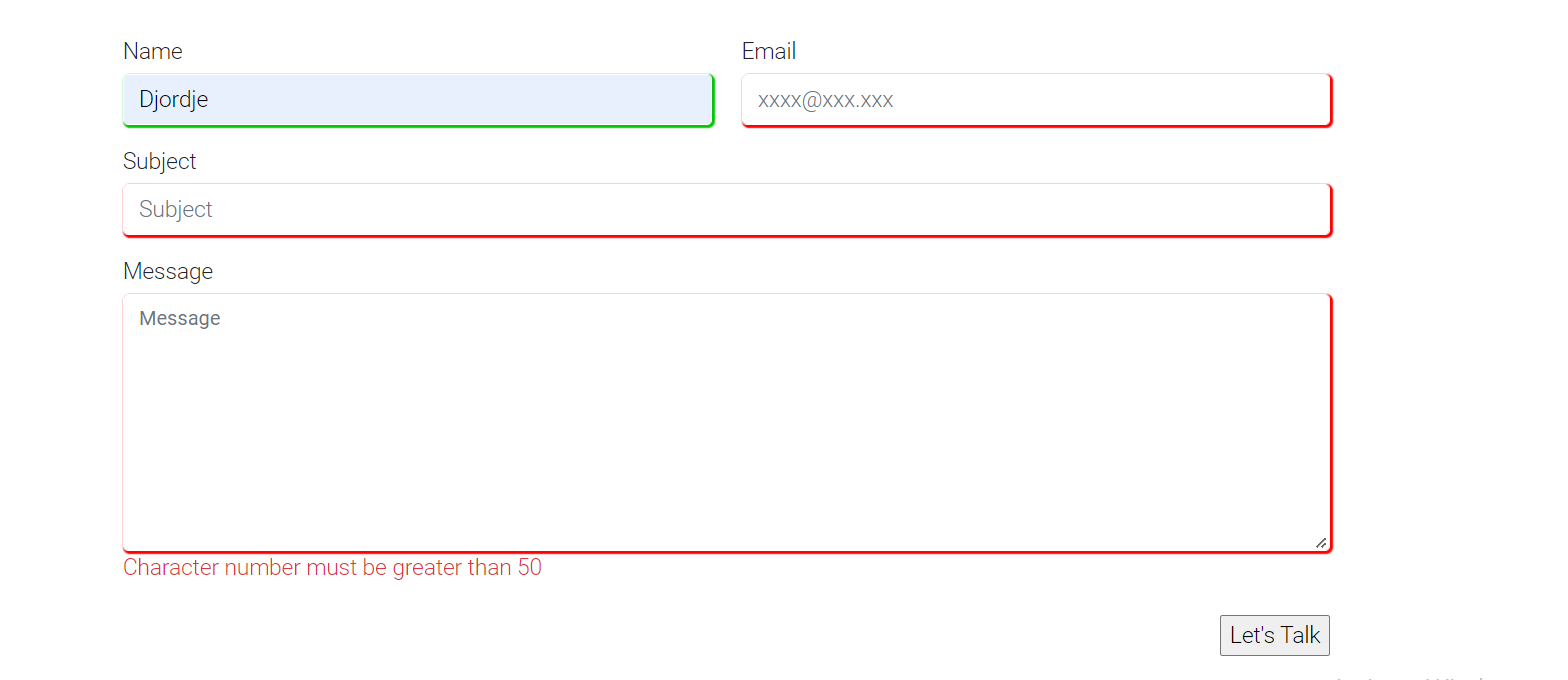 Name
Email
Djordje
xxxx@xxx.xxx
Subject
Subject
Message
Message
Character number must be greater than 50
Let's Talk